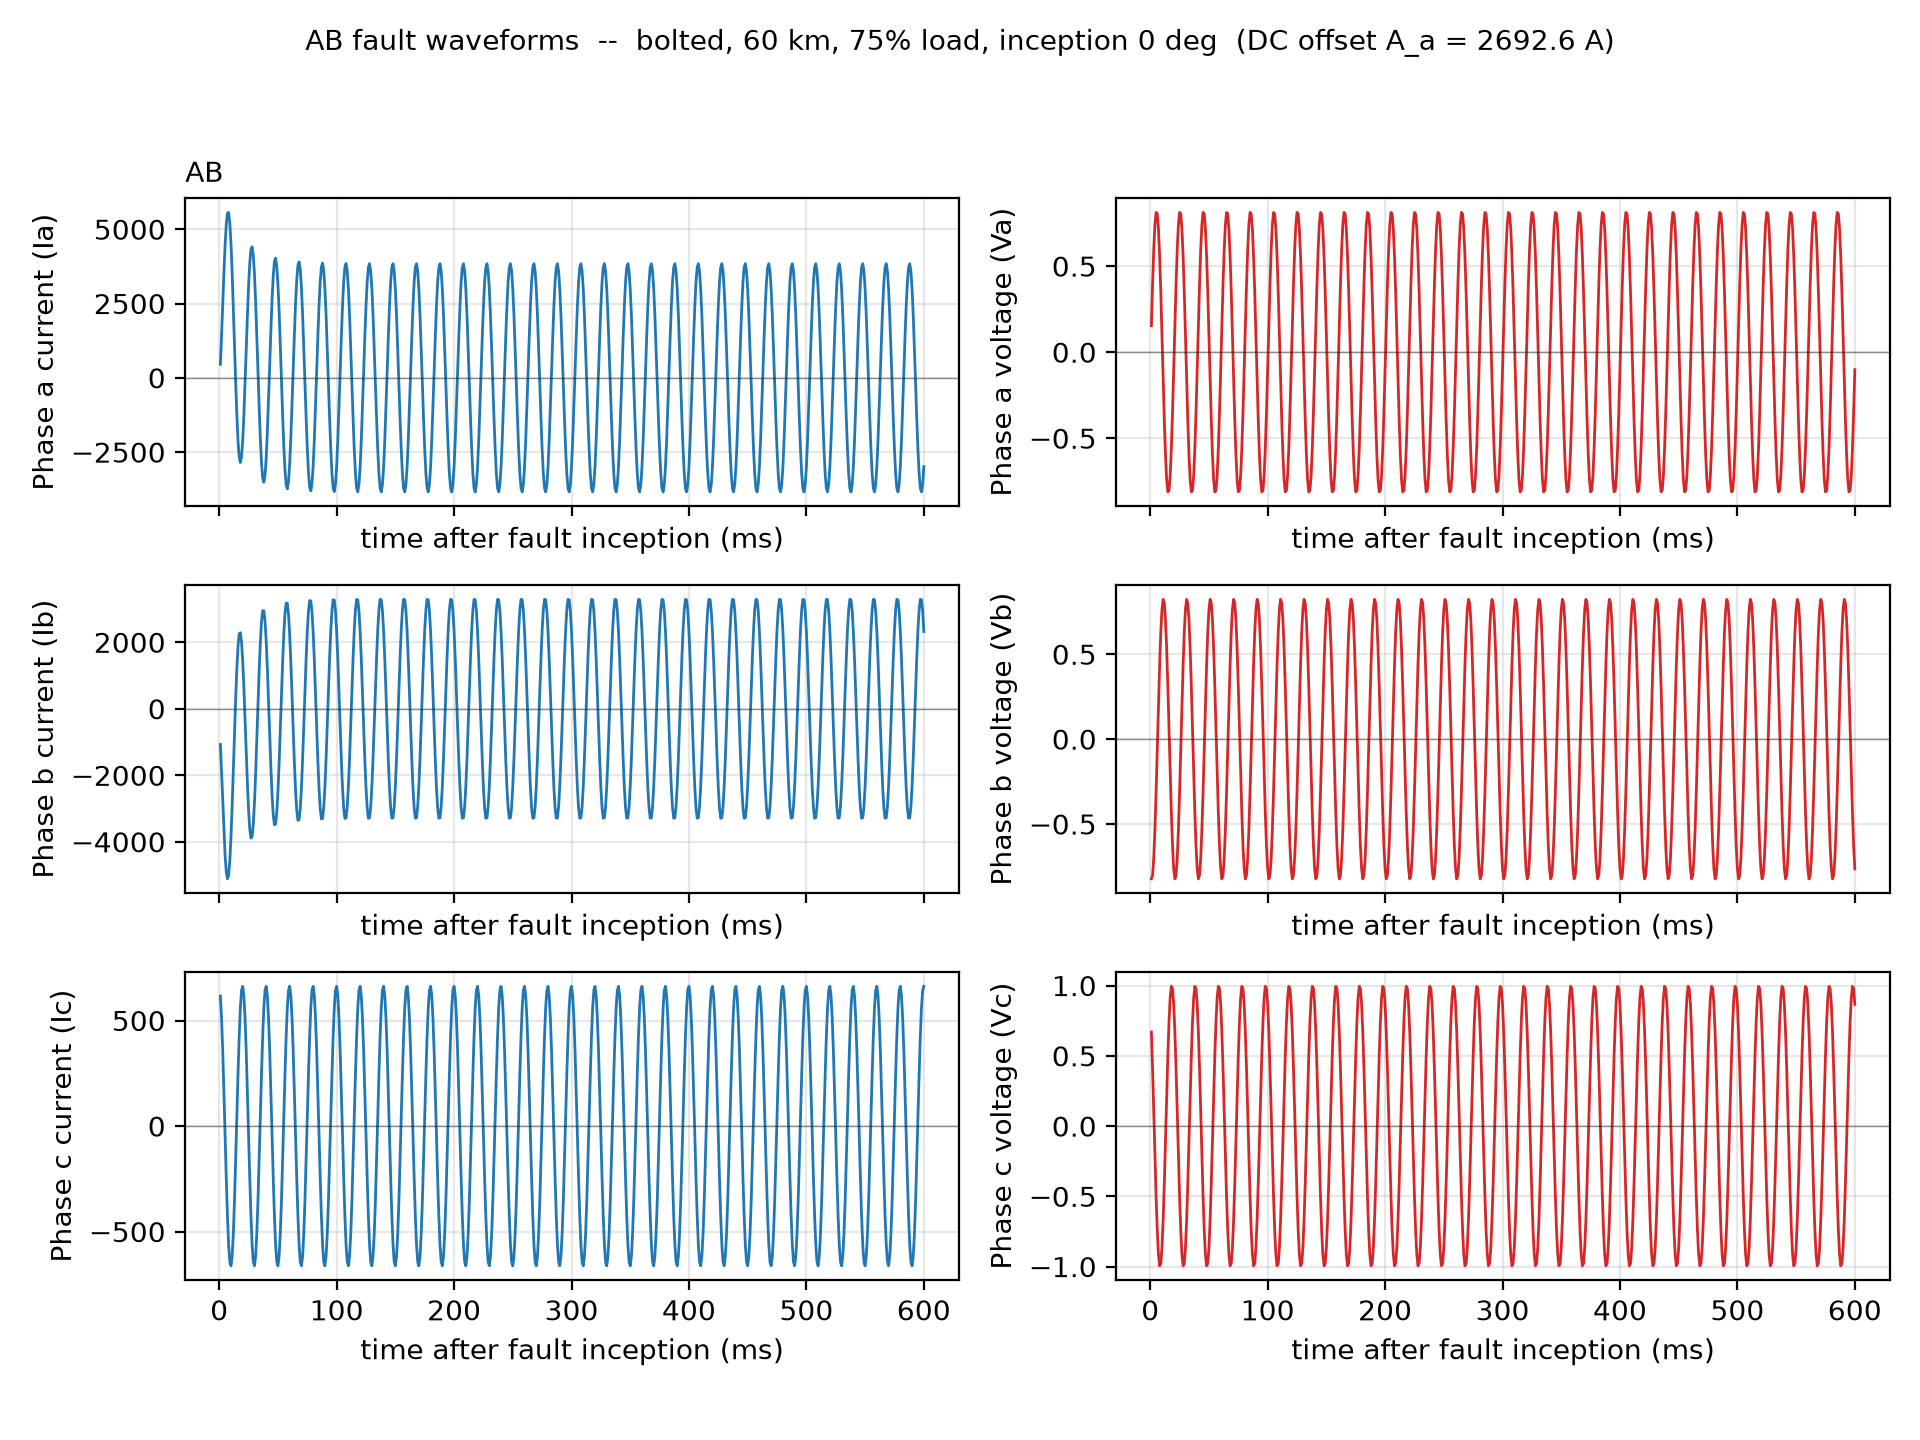 AB fault waveforms  --  bolted, 60 km, 75% load, inception 0 deg  (DC offset A_a = 2692.6 A)
AB
Phase a current (Ia)
5000
2500
0
−2500
time after fault inception (ms)
Phase a voltage (Va)
0.5
0.0
−0.5
time after fault inception (ms)
Phase b current (Ib)
2000
0
−2000
−4000
time after fault inception (ms)
Phase b voltage (Vb)
0.5
0.0
−0.5
time after fault inception (ms)
Phase c current (Ic)
500
0
−500
0 100 200 300 400 500 600
time after fault inception (ms)
Phase c voltage (Vc)
1.0
0.5
0.0
−0.5
−1.0
0 100 200 300 400 500 600
time after fault inception (ms)